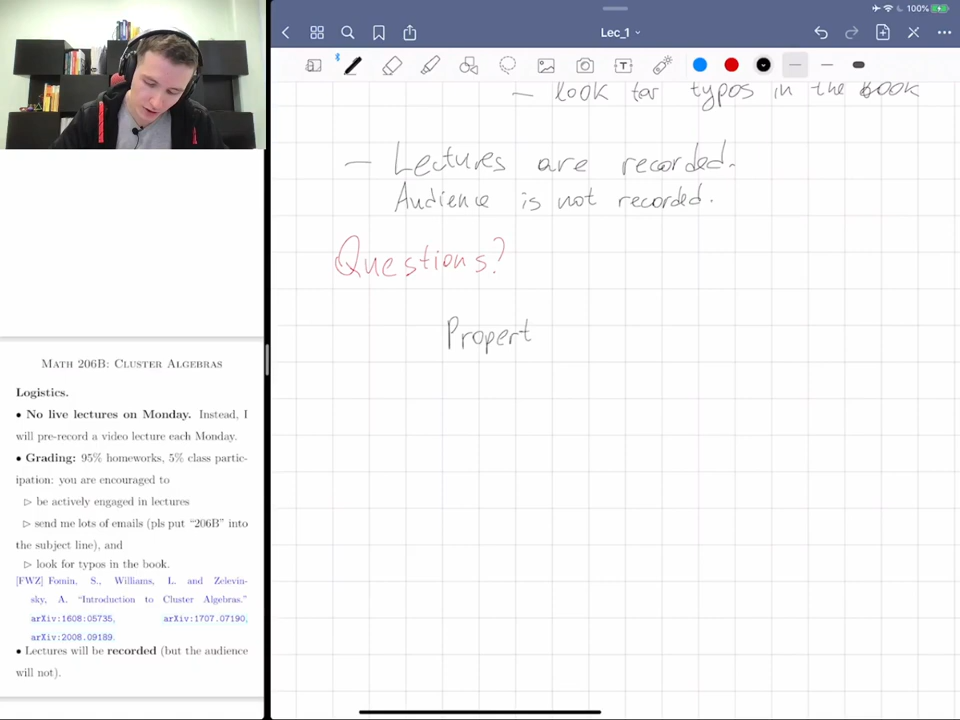 100%
Lec_1
— look for typos in the book
— Lectures are recorded.
Audience is not recorded.
Questions?
Propert
Math 206B: Cluster Algebras
Logistics.
• No live lectures on Monday. Instead, I
will pre-record a video lecture each Monday.
• Grading: 95% homeworks, 5% class partic-
ipation: you are encouraged to
▷ be actively engaged in lectures
▷ send me lots of emails (pls put “206B” into
the subject line), and
▷ look for typos in the book.
[FWZ] Fomin, S., Williams, L. and Zelevin-
sky, A. “Introduction to Cluster Algebras.”
arXiv:1608:05735, arXiv:1707.07190,
arXiv:2008.09189.
• Lectures will be recorded (but the audience
will not).